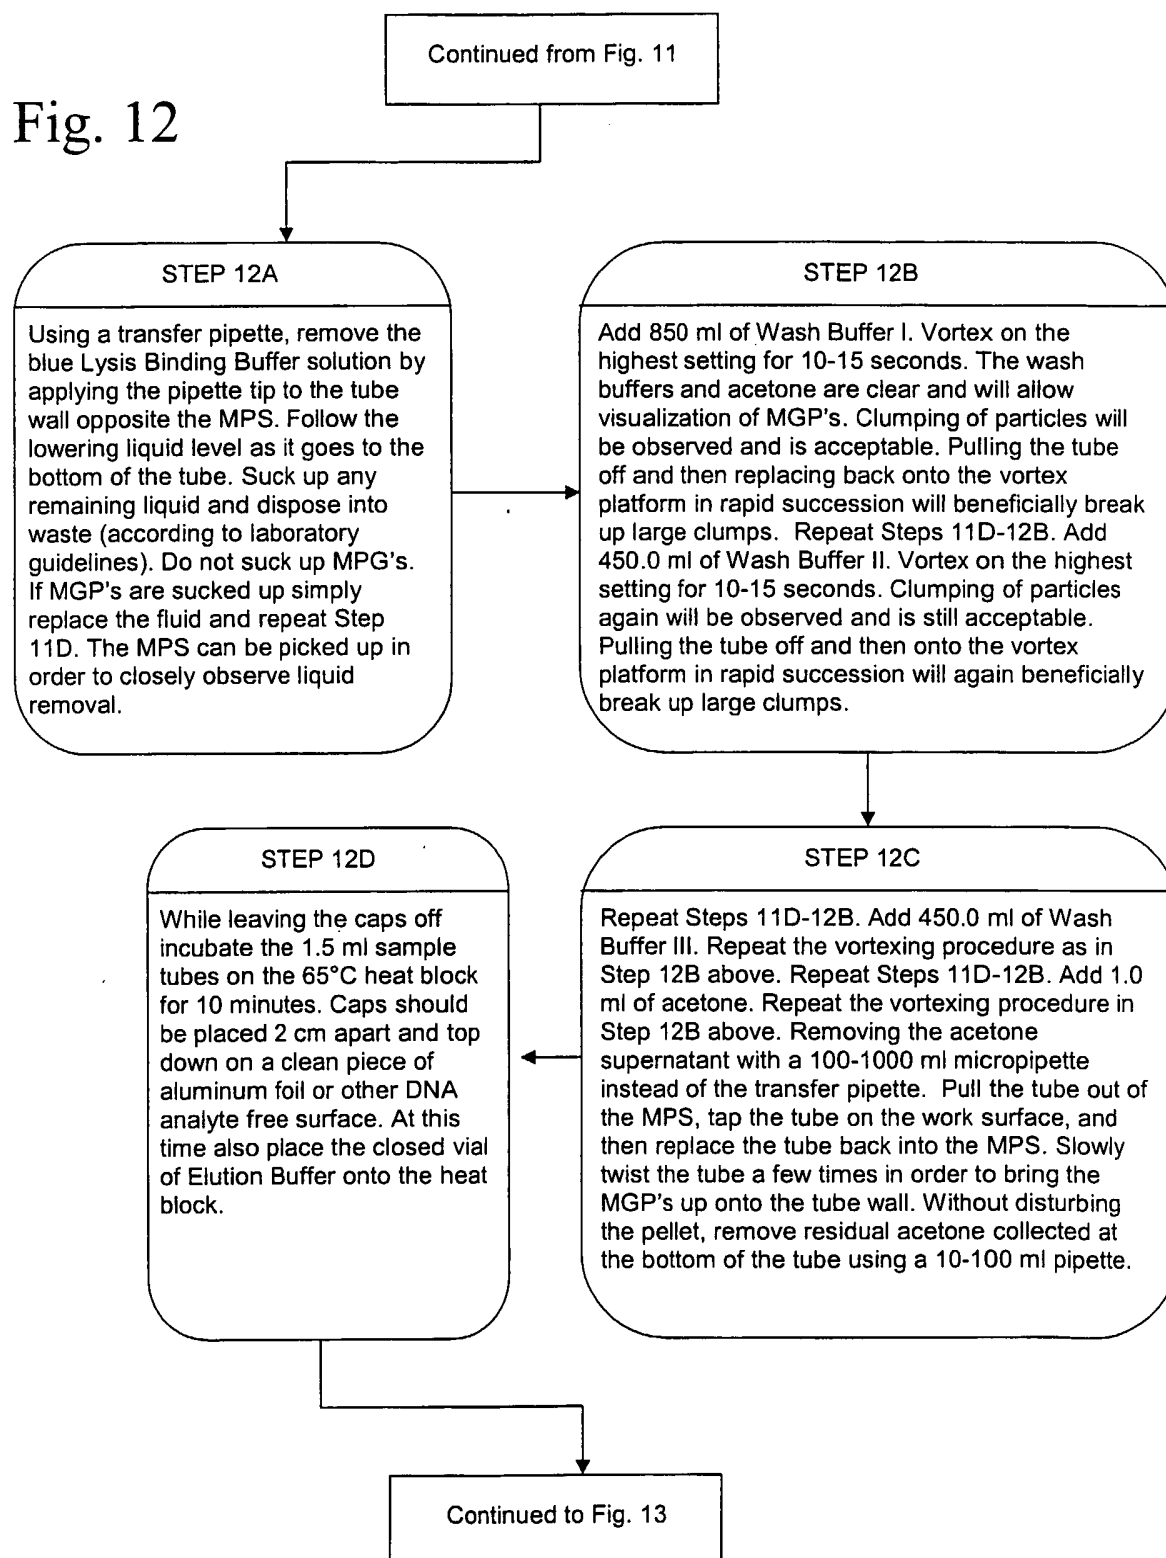 Continued from Fig. 11
Fig. 12
STEP 12A
Using a transfer pipette, remove the
blue Lysis Binding Buffer solution by
applying the pipette tip to the tube
wall opposite the MPS. Follow the
lowering liquid level as it goes to the
bottom of the tube. Suck up any
remaining liquid and dispose into
waste (according to laboratory
guidelines). Do not suck up MPG's.
If MGP's are sucked up simply
replace the fluid and repeat Step
11D. The MPS can be picked up in
order to closely observe liquid
removal.
STEP 12B
Add 850 ml of Wash Buffer I. Vortex on the
highest setting for 10-15 seconds. The wash
buffers and acetone are clear and will allow
visualization of MGP's. Clumping of particles will
be observed and is acceptable. Pulling the tube
off and then replacing back onto the vortex
platform in rapid succession will beneficially break
up large clumps. Repeat Steps 11D-12B. Add
450.0 ml of Wash Buffer II. Vortex on the highest
setting for 10-15 seconds. Clumping of particles
again will be observed and is still acceptable.
Pulling the tube off and then onto the vortex
platform in rapid succession will again beneficially
break up large clumps.
STEP 12C
Repeat Steps 11D-12B. Add 450.0 ml of Wash
Buffer III. Repeat the vortexing procedure as in
Step 12B above. Repeat Steps 11D-12B. Add 1.0
ml of acetone. Repeat the vortexing procedure in
Step 12B above. Removing the acetone
supernatant with a 100-1000 ml micropipette
instead of the transfer pipette. Pull the tube out of
the MPS, tap the tube on the work surface, and
then replace the tube back into the MPS. Slowly
twist the tube a few times in order to bring the
MGP's up onto the tube wall. Without disturbing
the pellet, remove residual acetone collected at
the bottom of the tube using a 10-100 ml pipette.
STEP 12D
While leaving the caps off
incubate the 1.5 ml sample
tubes on the 65°C heat block
for 10 minutes. Caps should
be placed 2 cm apart and top
down on a clean piece of
aluminum foil or other DNA
analyte free surface. At this
time also place the closed vial
of Elution Buffer onto the heat
block.
Continued to Fig. 13